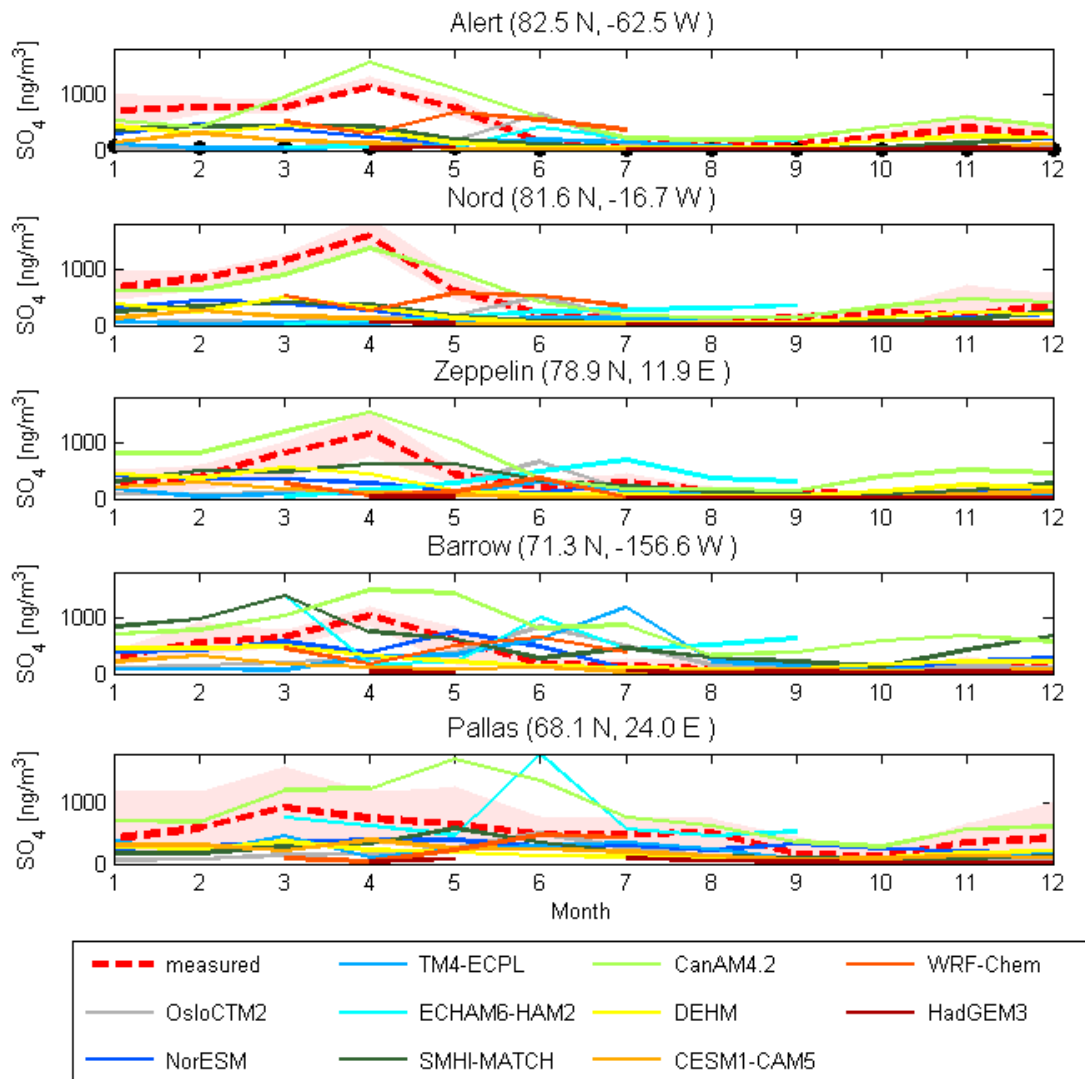 Alert (82.5 N, -62.5 W )
SO4 [ng/m3]
1000
0
1 2 3 4 5 6 7 8 9 10 11 12
Nord (81.6 N, -16.7 W )
SO4 [ng/m3]
1000
0
1 2 3 4 5 6 7 8 9 10 11 12
Zeppelin (78.9 N, 11.9 E )
SO4 [ng/m3]
1000
0
1 2 3 4 5 6 7 8 9 10 11 12
Barrow (71.3 N, -156.6 W )
SO4 [ng/m3]
1000
0
1 2 3 4 5 6 7 8 9 10 11 12
Pallas (68.1 N, 24.0 E )
SO4 [ng/m3]
1000
0
1 2 3 4 5 6 7 8 9 10 11 12
Month
measured TM4-ECPL CanAM4.2 WRF-Chem
OsloCTM2 ECHAM6-HAM2 DEHM HadGEM3
NorESM SMHI-MATCH CESM1-CAM5